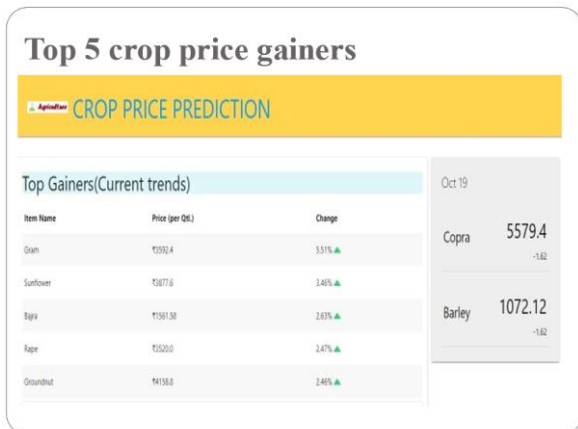 Top 5 crop price gainers
Agriculture CROP PRICE PREDICTION
Top Gainers(Current trends)
Item Name Price (per Qtl.) Change
Gram ₹3592.4 5.51% ▲
Sunflower ₹3877.6 3.46% ▲
Bajra ₹1561.50 2.63% ▲
Rape ₹3520.0 2.47% ▲
Groundnut ₹4158.8 2.46% ▲
Oct 19
Copra 5579.4
-1.62
Barley 1072.12
-1.62